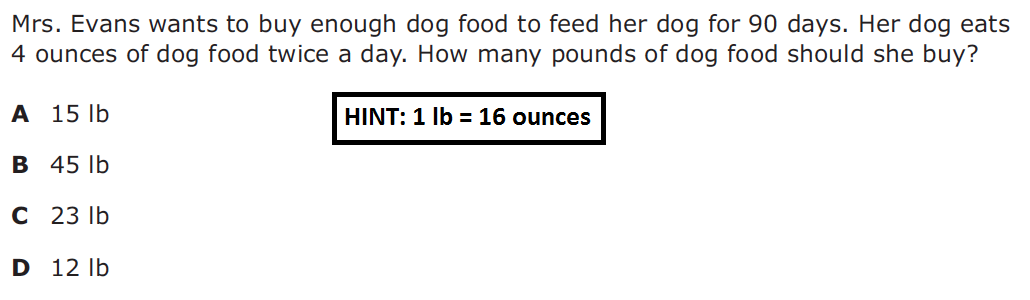 Mrs. Evans wants to buy enough dog food to feed her dog for 90 days. Her dog eats
4 ounces of dog food twice a day. How many pounds of dog food should she buy?
A 15 lb
HINT: 1 lb = 16 ounces
B 45 lb
C 23 lb
D 12 lb